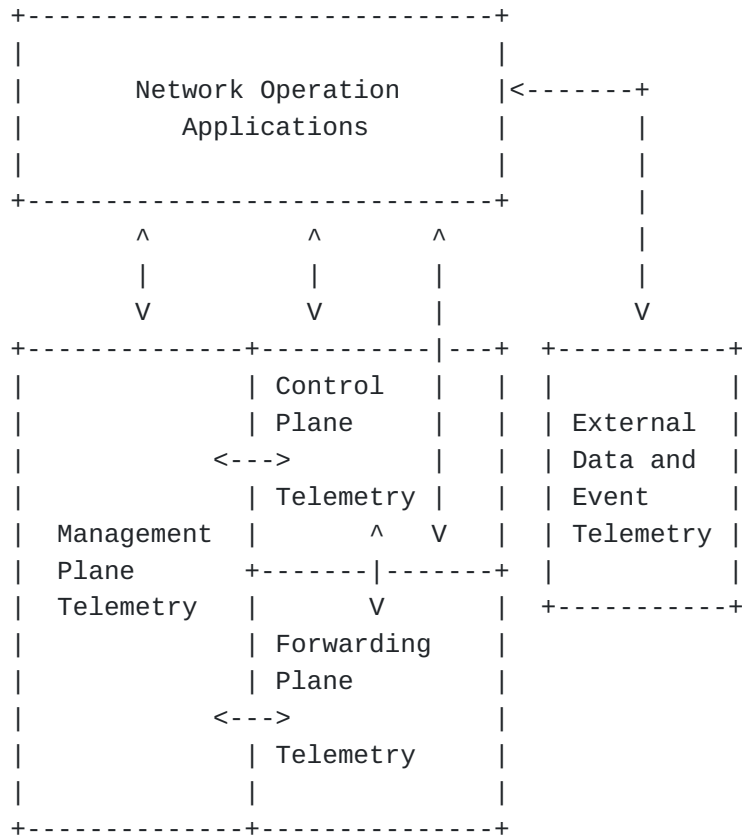 Network Operation
Applications
Control
Plane
Telemetry
External
Data and
Event
Telemetry
Management
Plane
Telemetry
Forwarding
Plane
Telemetry